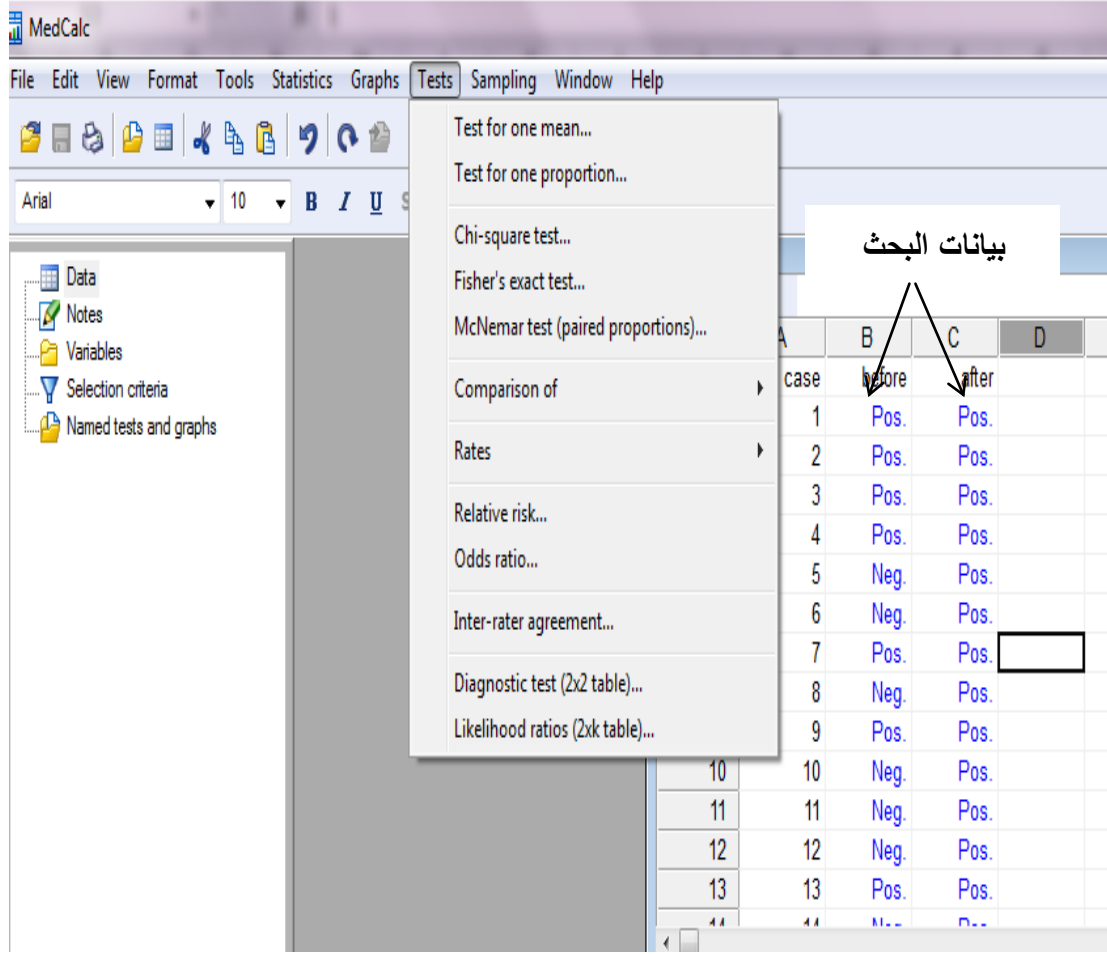 MedCalc
File Edit View Format Tools Statistics Graphs Tests Sampling Window Help
Arial 10 B I U S
Test for one mean...
Test for one proportion...
Chi-square test...
Fisher's exact test...
McNemar test (paired proportions)...
Comparison of
Rates
Relative risk...
Odds ratio...
Inter-rater agreement...
Diagnostic test (2x2 table)...
Likelihood ratios (2xk table)...
Data
Notes
Variables
Selection criteria
Named tests and graphs
بيانات البحث
A B C D
case before after
1 Pos. Pos.
2 Pos. Pos.
3 Pos. Pos.
4 Pos. Pos.
5 Neg. Pos.
6 Neg. Pos.
7 Pos. Pos.
8 Neg. Pos.
9 Pos. Pos.
10 10 Neg. Pos.
11 11 Neg. Pos.
12 12 Neg. Pos.
13 13 Pos. Pos.
14 14 Neg. Pos.